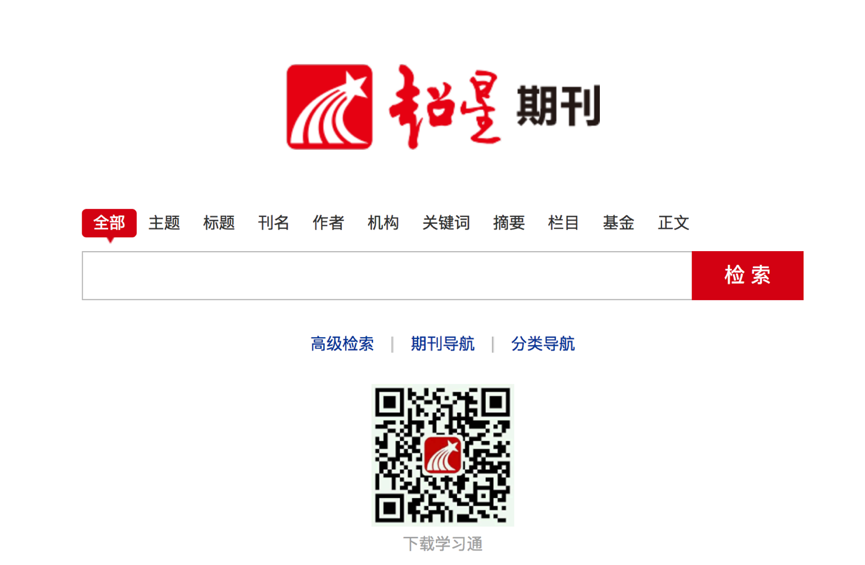 超星 期刊
全部 主题 标题 刊名 作者 机构 关键词 摘要 栏目 基金 正文
检 索
高级检索 | 期刊导航 | 分类导航
下载学习通